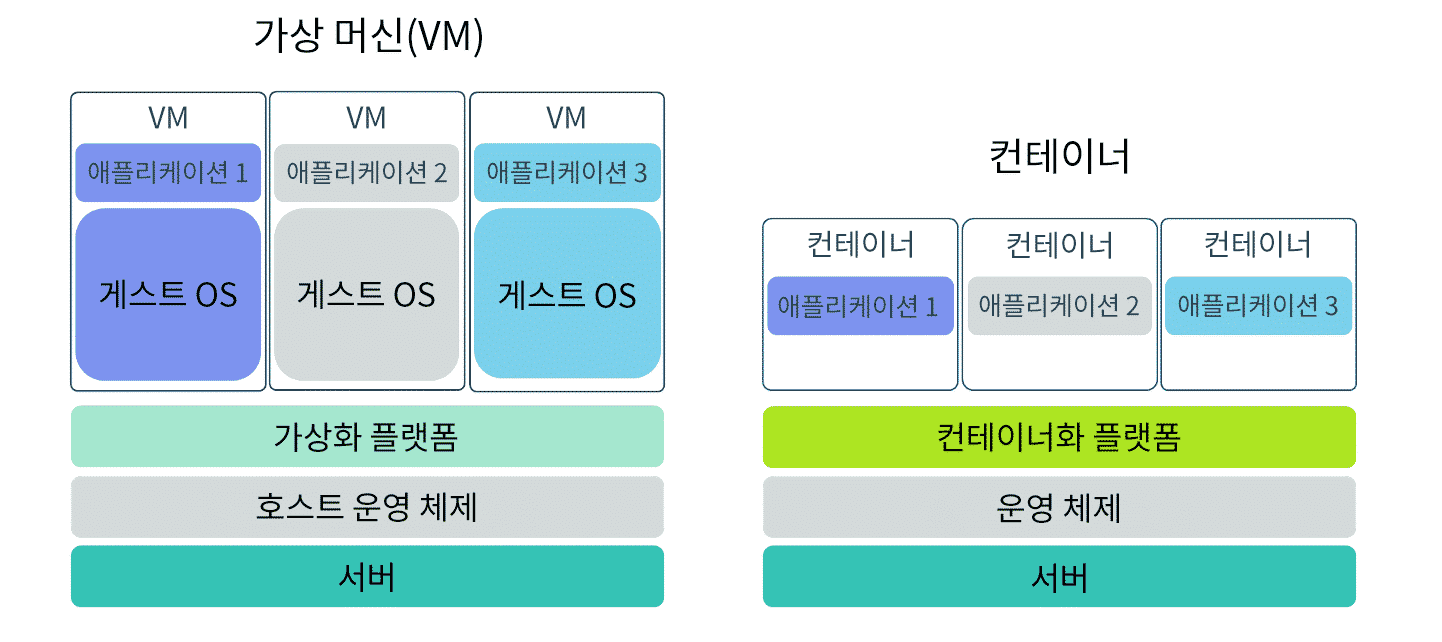 가상 머신(VM)
VM
VM
VM
애플리케이션 1
애플리케이션 2
애플리케이션 3
게스트 OS
게스트 OS
게스트 OS
가상화 플랫폼
호스트 운영 체제
서버
컨테이너
컨테이너
컨테이너
컨테이너
애플리케이션 1
애플리케이션 2
애플리케이션 3
컨테이너화 플랫폼
운영 체제
서버